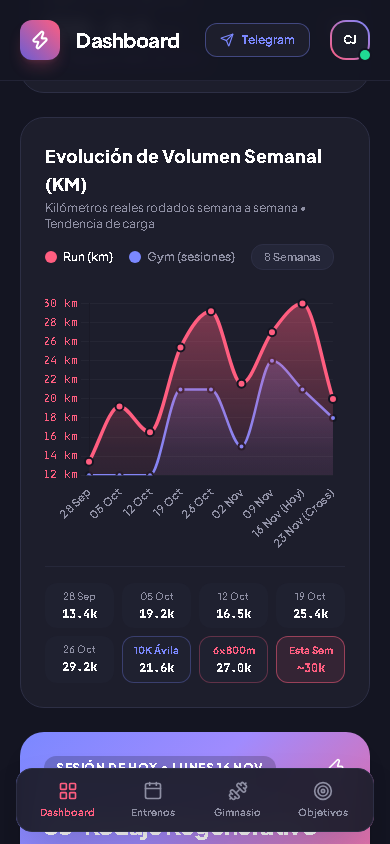 Dashboard
Telegram
CJ
Evolución de Volumen Semanal
(KM)
Kilómetros reales rodados semana a semana •
Tendencia de carga
Run (km)
Gym (sesiones)
8 Semanas
30 km
28 km
26 km
24 km
22 km
20 km
18 km
16 km
14 km
12 km
28 Sep
05 Oct
12 Oct
19 Oct
26 Oct
02 Nov
09 Nov
16 Nov (Hoy)
23 Nov (Cross)
28 Sep
05 Oct
12 Oct
19 Oct
13.4k
19.2k
16.5k
25.4k
26 Oct
10K Ávila
6x800m
Esta Sem
29.2k
21.6k
27.0k
~30k
SESIÓN DE HOY • LUNES 16 NOV
Rodaje Regenerativo
Dashboard
Entrenos
Gimnasio
Objetivos